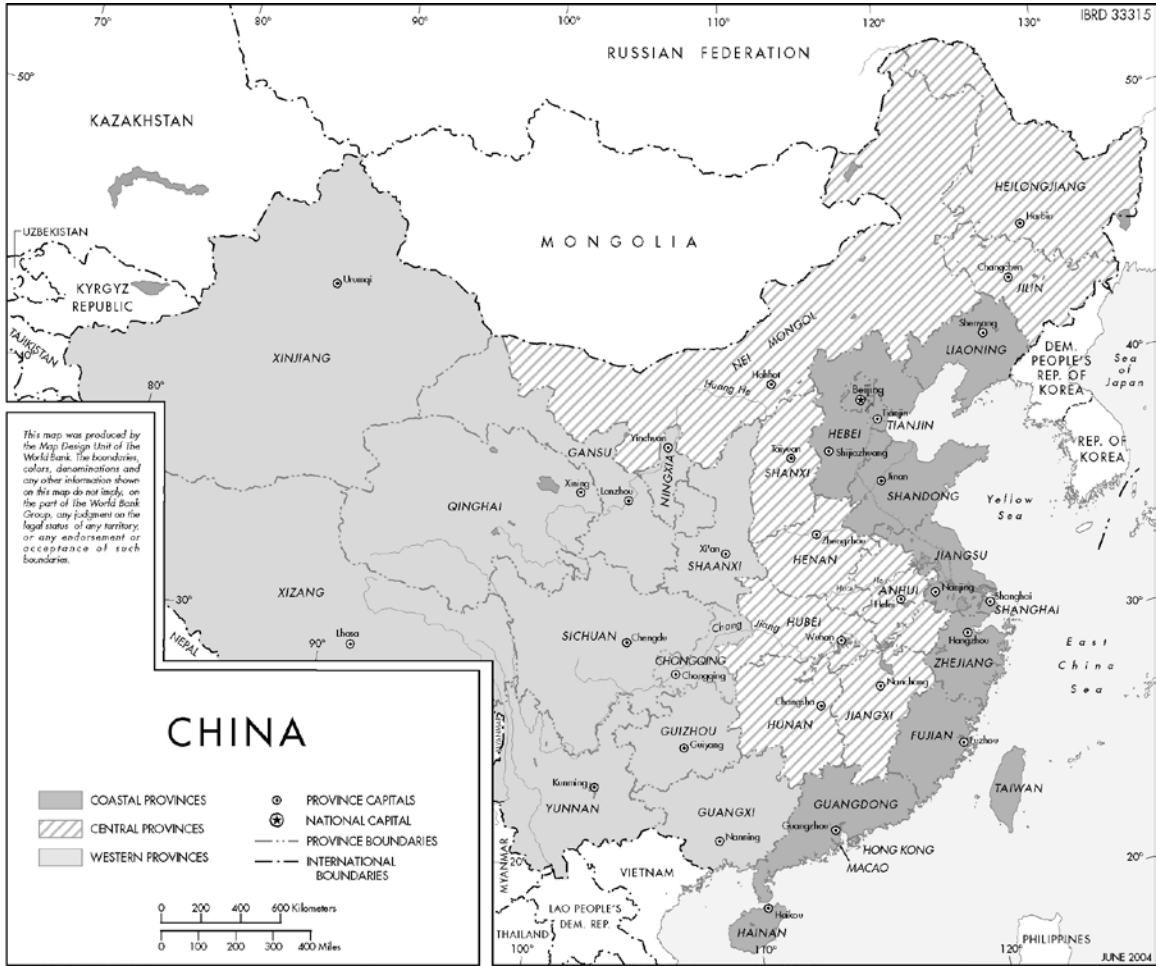 70°
80°
90°
100°
110°
120°
130°
IBRD 33315
RUSSIAN FEDERATION
50°
50°
KAZAKHSTAN
HEILONGJIANG
Harbin
UZBEKISTAN
MONGOLIA
Changchen
JILIN
KYRGYZ
REPUBLIC
Urumqi
TAJIKISTAN
40°
Shenyang
LIAONING
40°
DEM.
PEOPLE'S
REP. OF
KOREA
Sea
of
Japan
XINJIANG
NEI MONGOL
Hohhot
Huang He
80°
Beijing
Tianjin
TIANJIN
HEBEI
REP. OF
KOREA
This map was produced by
the Map Design Unit of The
World Bank. The boundaries,
colors, denominations and
any other information shown
on this map do not imply, on
the part of The World Bank
Group, any judgment on the
legal status of any territory,
or any endorsement or
acceptance of such
boundaries.
Yinchuan
GANSU
NINGXIA
Taiyuan
SHANXI
Shijiazhuang
Xining
Lanzhou
Jinan
SHANDONG
QINGHAI
Yellow
Sea
Xi'an
SHAANXI
Zhengzhou
HENAN
JIANGSU
XIZANG
Huai
He
ANHUI
Hefei
Nanjing
Shanghai
SHANGHAI
30°
30°
NEPAL
90°
Lhasa
SICHUAN
Chengdu
Chang Jiang
HUBEI
Wuhan
Hangzhou
ZHEJIANG
East
China
Sea
CHONGQING
Chongqing
Nanchang
CHINA
Changsha
HUNAN
JIANGXI
MYANMAR
GUIZHOU
Guiyang
FUJIAN
Fuzhou
Kunming
YUNNAN
GUANGXI
Nanning
GUANGDONG
Guangzhou
TAIWAN
HONG KONG
MACAO
COASTAL PROVINCES
CENTRAL PROVINCES
WESTERN PROVINCES
PROVINCE CAPITALS
NATIONAL CAPITAL
PROVINCE BOUNDARIES
INTERNATIONAL
BOUNDARIES
0 200 400 600 Kilometers
0 100 200 300 400 Miles
MYANMAR
20°
20°
VIETNAM
LAO PEOPLE'S
DEM. REP.
THAILAND
100°
Haikou
HAINAN
110°
120°
PHILIPPINES
JUNE 2004